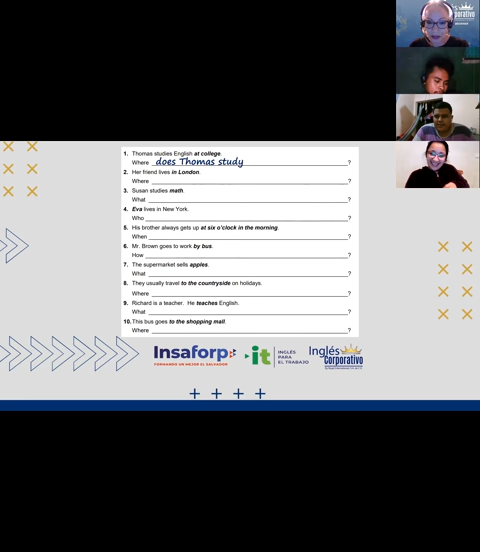 1. Thomas studies English at college.
Where does Thomas study ?
2. Her friend lives in London.
Where ?
3. Susan studies math.
What ?
4. Eva lives in New York.
Who ?
5. His brother always gets up at six o'clock in the morning.
When ?
6. Mr. Brown goes to work by bus.
How ?
7. The supermarket sells apples.
What ?
8. They usually travel to the countryside on holidays.
Where ?
9. Richard is a teacher. He teaches English.
What ?
10. This bus goes to the shopping mall.
Where ?
Insaforp
FORMANDO UN MEJOR EL SALVADOR
it
INGLÉS
PARA
EL TRABAJO
Inglés
Corporativo